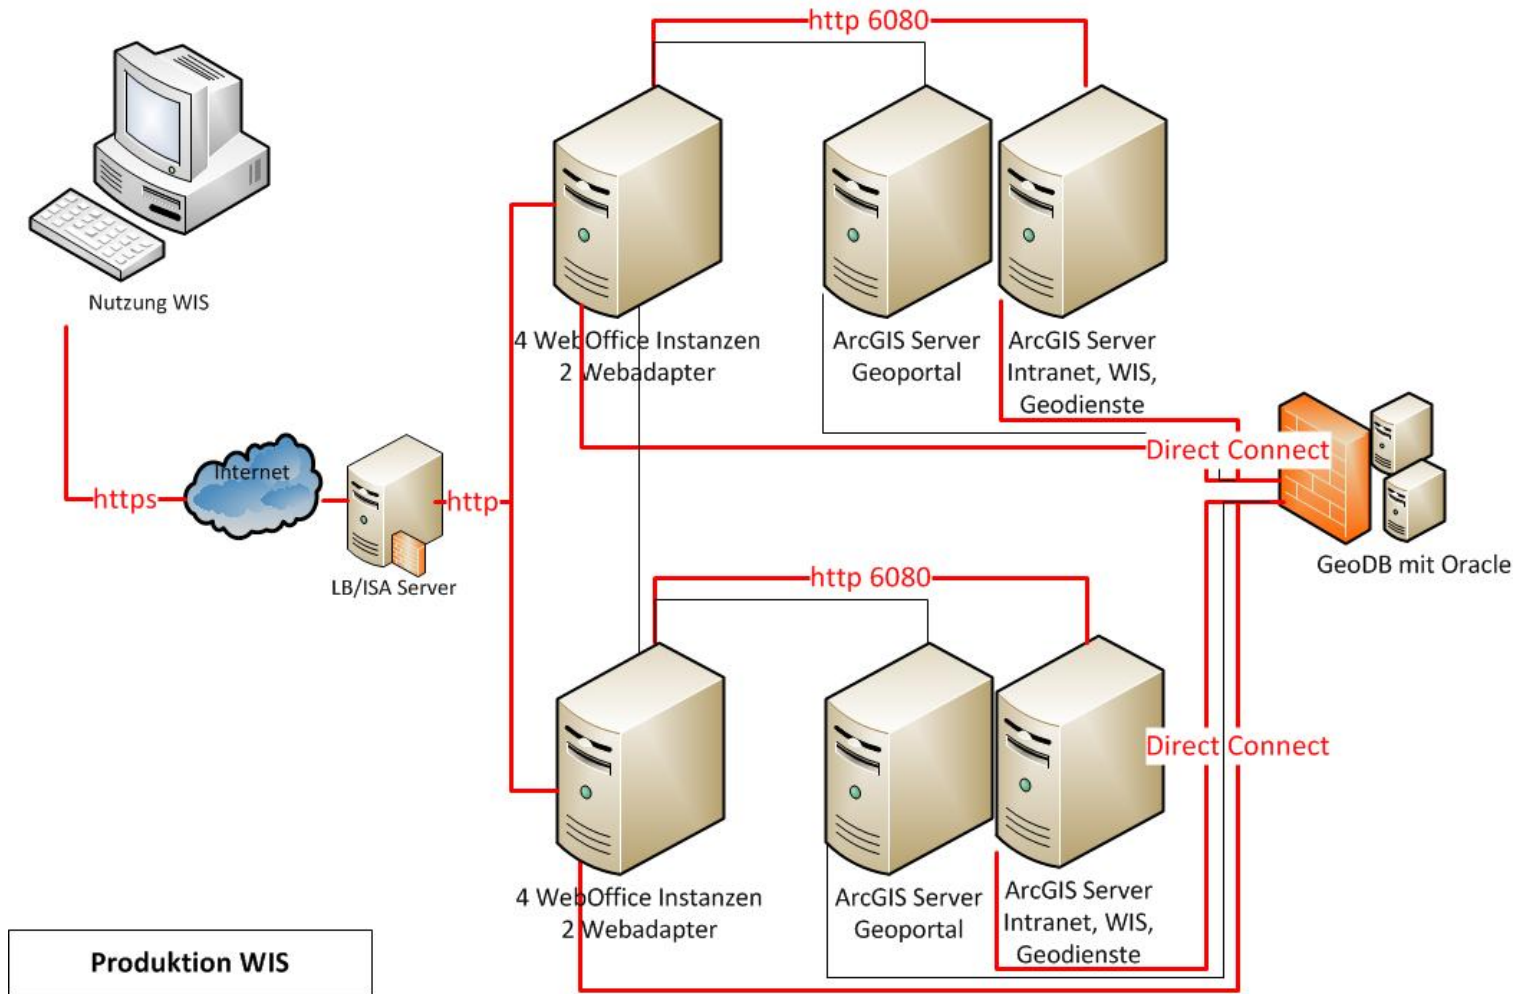 http 6080
Nutzung WIS
4 WebOffice Instanzen
2 Webadapter
ArcGIS Server
Geoportal
ArcGIS Server
Intranet, WIS,
Geodienste
Direct Connect
Internet
https
http
LB/ISA Server
GeoDB mit Oracle
http 6080
Direct Connect
4 WebOffice Instanzen
2 Webadapter
ArcGIS Server
Geoportal
ArcGIS Server
Intranet, WIS,
Geodienste
Produktion WIS